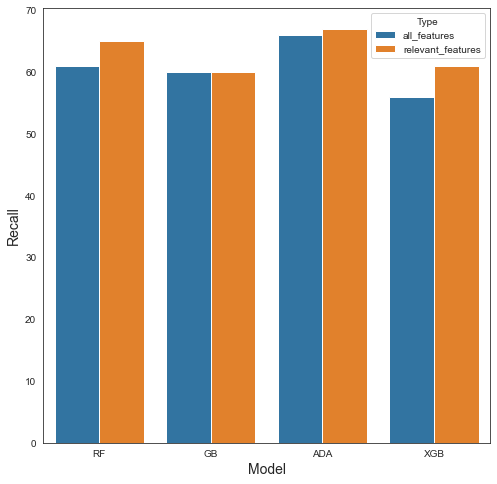 70
60
50
40
30
20
10
0
Recall
Type
all_features
relevant_features
RF GB ADA XGB
Model